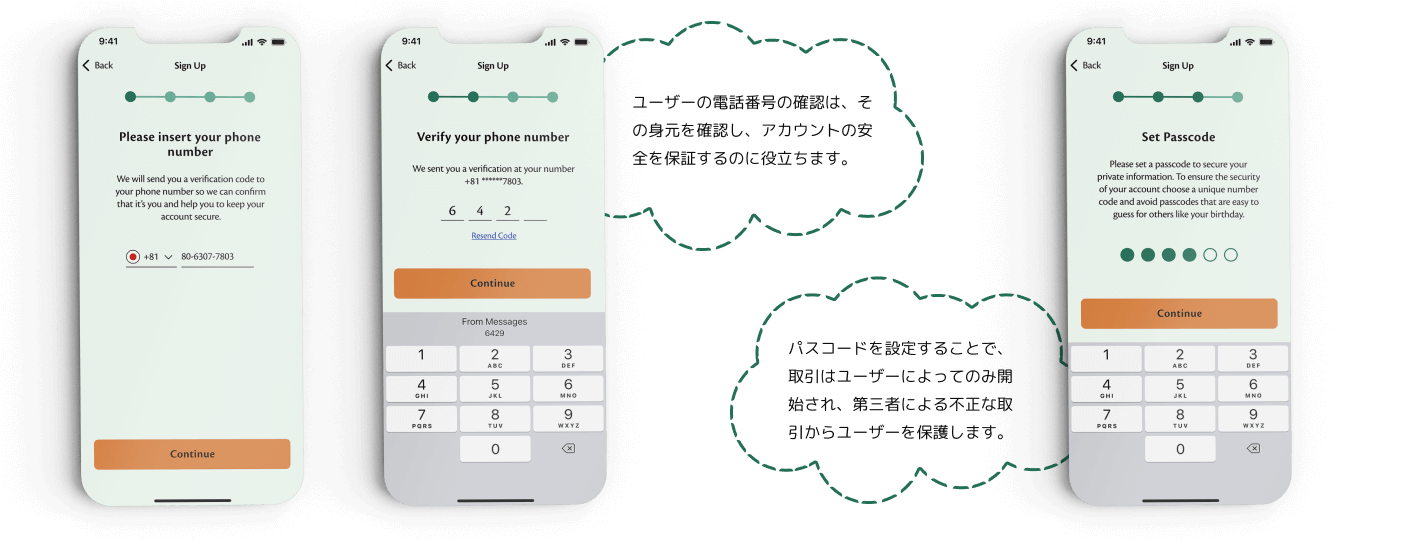 9:41
Back
Sign Up
Please insert your phone
number
We will send you a verification code to
your phone number so we can confirm
that it's you and help you to keep your
account secure.
+81 80-6307-7803
Continue
9:41
Back
Sign Up
Verify your phone number
We sent you a verification at your number
+81 ******7803.
6 4 2
Resend Code
Continue
From Messages
6429
1 2 3
ABC DEF
4 5 6
GHI JKL MNO
7 8 9
PQRS TUV WXYZ
0
ユーザーの電話番号の確認は、そ
の身元を確認し、アカウントの安
全を保証するのに役立ちます。
パスコードを設定することで、
取引はユーザーによってのみ開
始され、第三者による不正な取
引からユーザーを保護します。
9:41
Back
Sign Up
Set Passcode
Please set a passcode to secure your
private information. To ensure the security
of your account choose a unique number
code and avoid passcodes that are easy to
guess for others like your birthday.
Continue
1 2 3
ABC DEF
4 5 6
GHI JKL MNO
7 8 9
PQRS TUV WXYZ
0